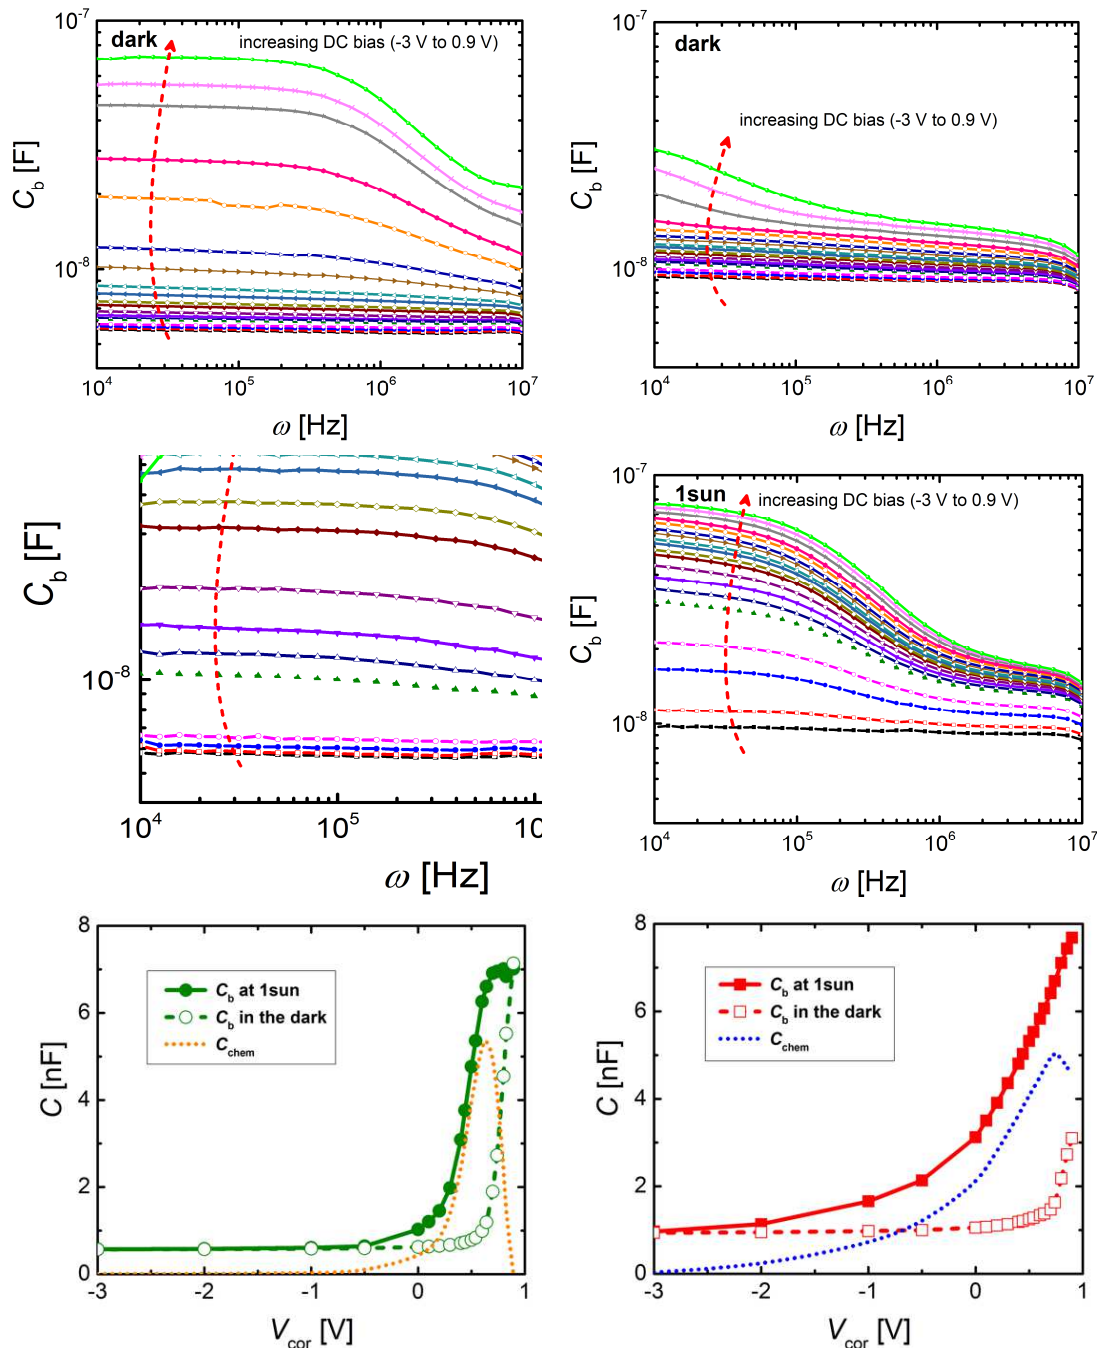 10⁻⁷
dark
increasing DC bias (-3 V to 0.9 V)
C_b [F]
10⁻⁸
10⁴ 10⁵ 10⁶ 10⁷
ω [Hz]
10⁻⁷
dark
increasing DC bias (-3 V to 0.9 V)
C_b [F]
10⁻⁸
10⁴ 10⁵ 10⁶ 10⁷
ω [Hz]
C_b [F]
10⁻⁸
10⁴ 10⁵ 10
ω [Hz]
10⁻⁷
1sun
increasing DC bias (-3 V to 0.9 V)
C_b [F]
10⁻⁸
10⁴ 10⁵ 10⁶ 10⁷
ω [Hz]
8
6
4
2
0
C [nF]
C_b at 1sun
C_b in the dark
C_chem
-3 -2 -1 0 1
V_cor [V]
8
6
4
2
0
C [nF]
C_b at 1sun
C_b in the dark
C_chem
-3 -2 -1 0 1
V_cor [V]